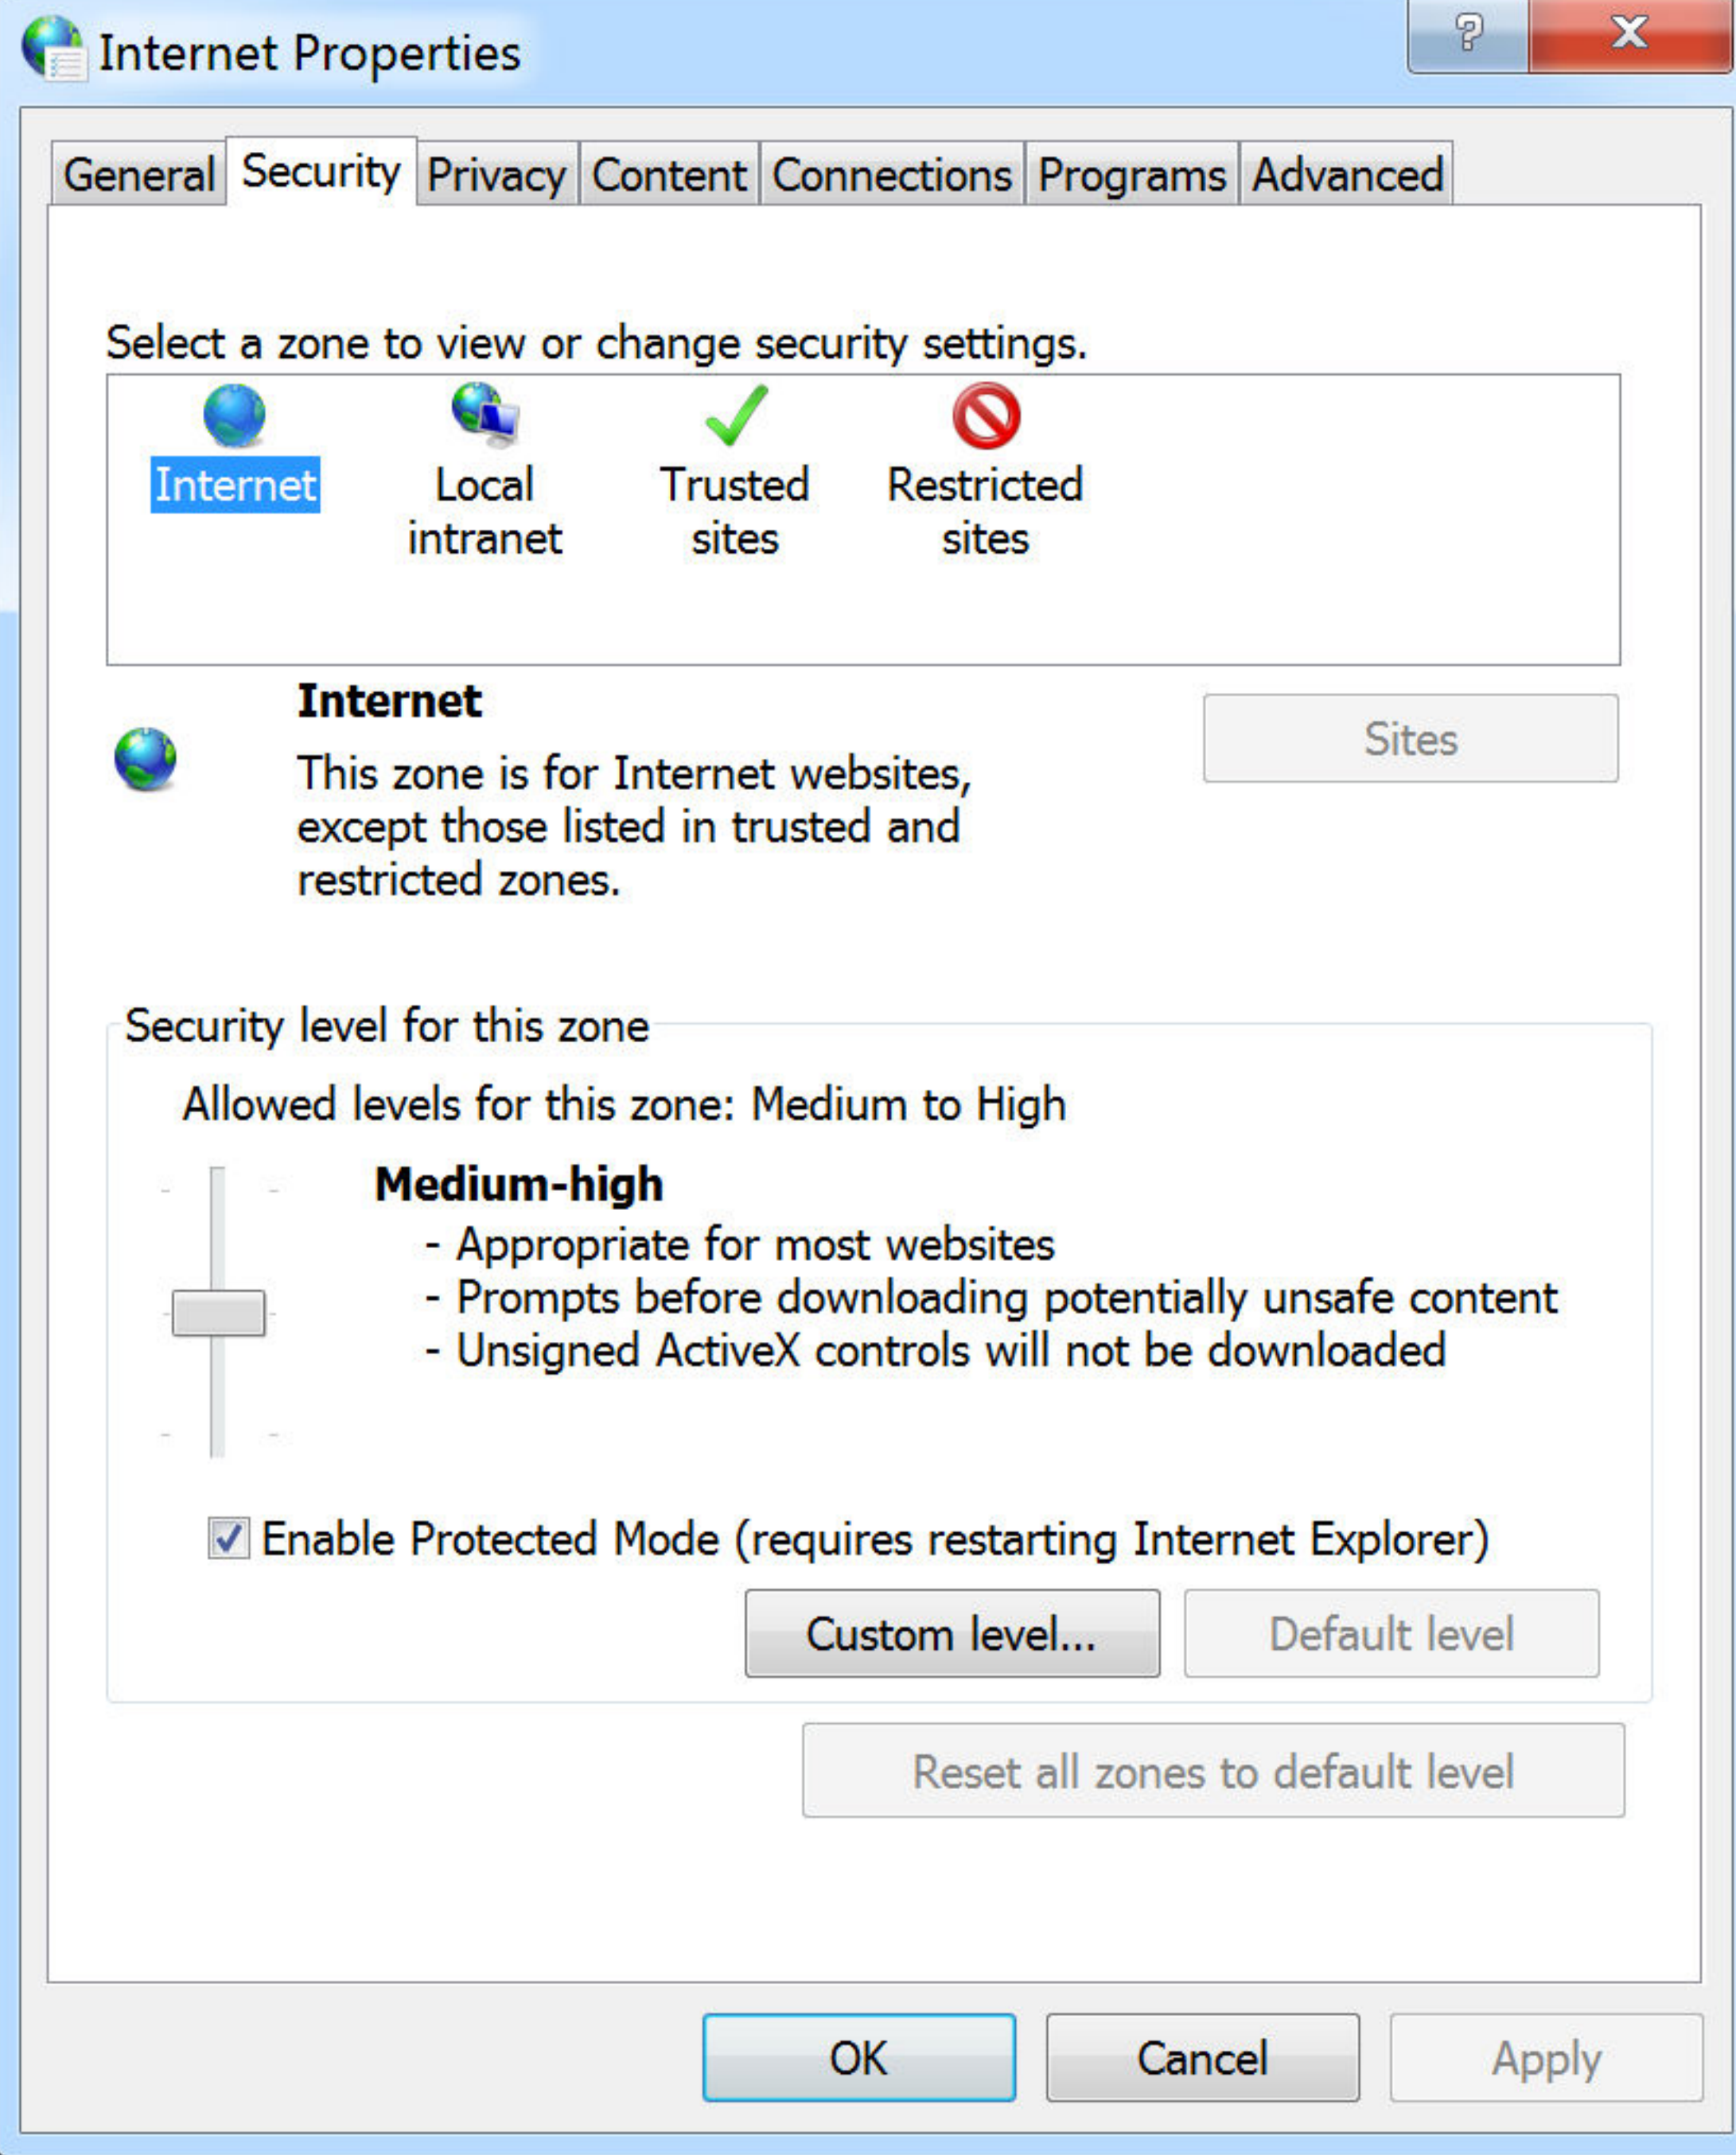 Internet Properties
General Security Privacy Content Connections Programs Advanced
Select a zone to view or change security settings.
Internet
Local
intranet
Trusted
sites
Restricted
sites
Internet
Sites
This zone is for Internet websites,
except those listed in trusted and
restricted zones.
Security level for this zone
Allowed levels for this zone: Medium to High
Medium-high
- Appropriate for most websites
- Prompts before downloading potentially unsafe content
- Unsigned ActiveX controls will not be downloaded
Enable Protected Mode (requires restarting Internet Explorer)
Custom level... Default level
Reset all zones to default level
OK Cancel Apply